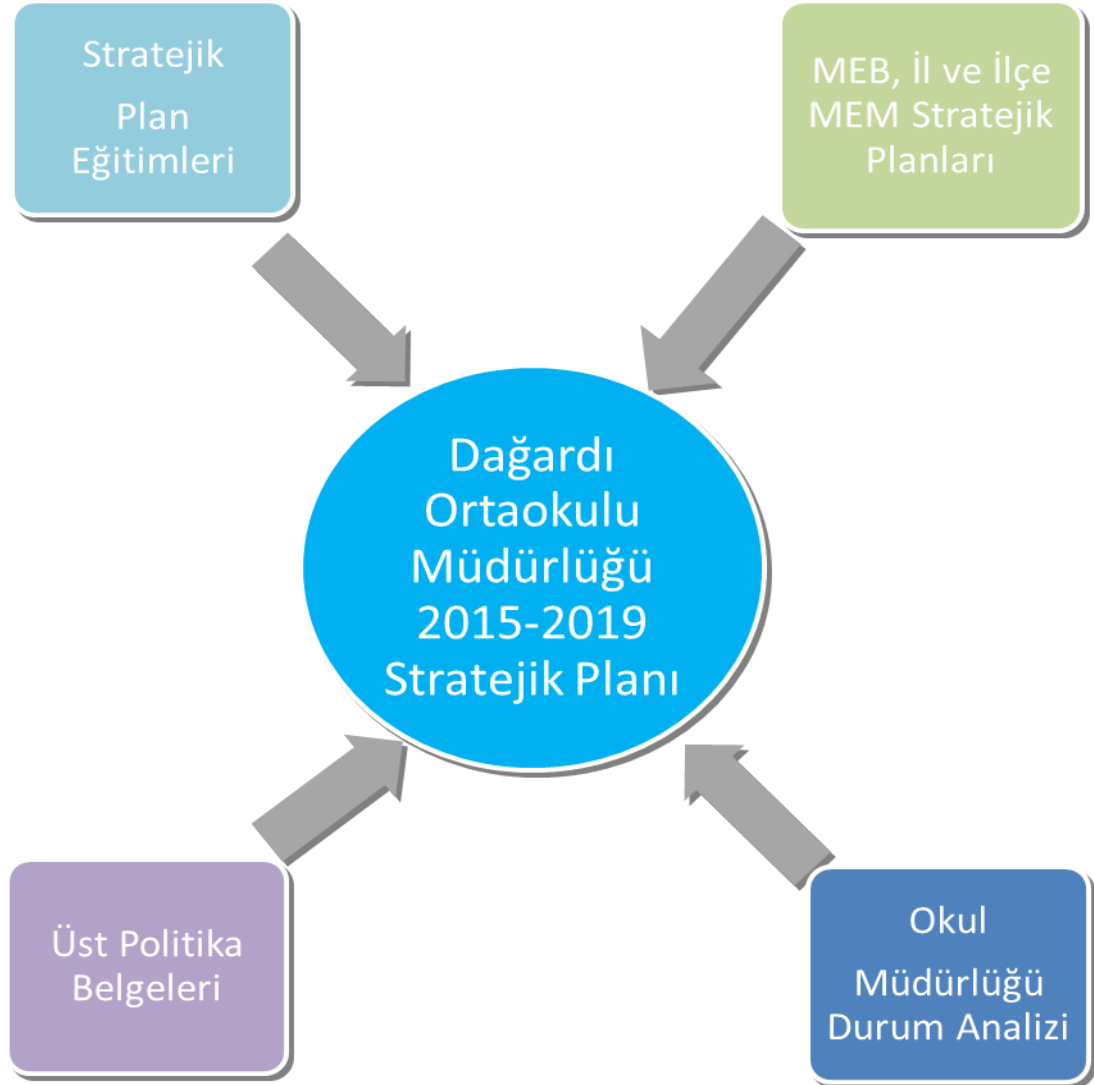 Stratejik
Plan
Eğitimleri
MEB, İl ve İlçe
MEM Stratejik
Planları
Dağardı
Ortaokulu
Müdürlüğü
2015-2019
Stratejik Planı
Üst Politika
Belgeleri
Okul
Müdürlüğü
Durum Analizi